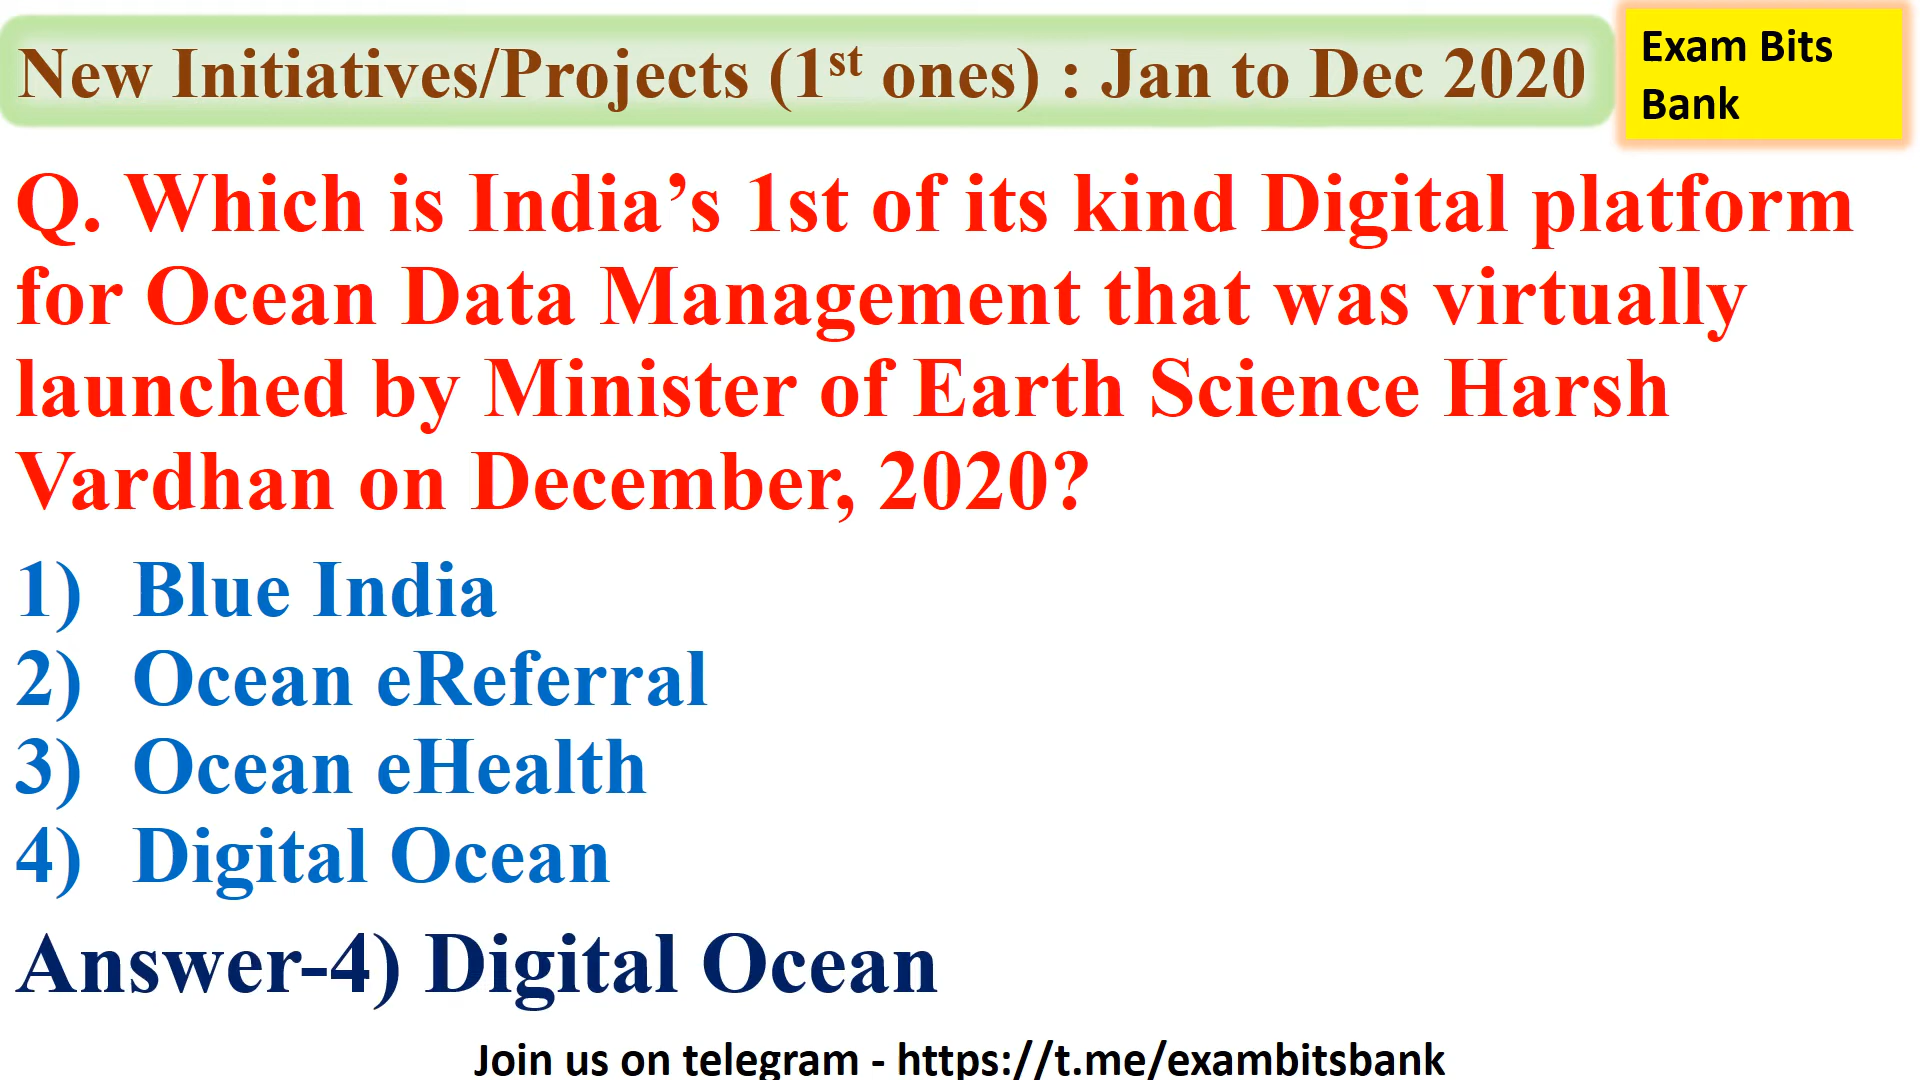 New Initiatives/Projects (1st ones) : Jan to Dec 2020
Exam Bits
Bank
Q. Which is India’s 1st of its kind Digital platform
for Ocean Data Management that was virtually
launched by Minister of Earth Science Harsh
Vardhan on December, 2020?
1) Blue India
2) Ocean eReferral
3) Ocean eHealth
4) Digital Ocean
Answer-4) Digital Ocean
Join us on telegram - https://t.me/exambitsbank